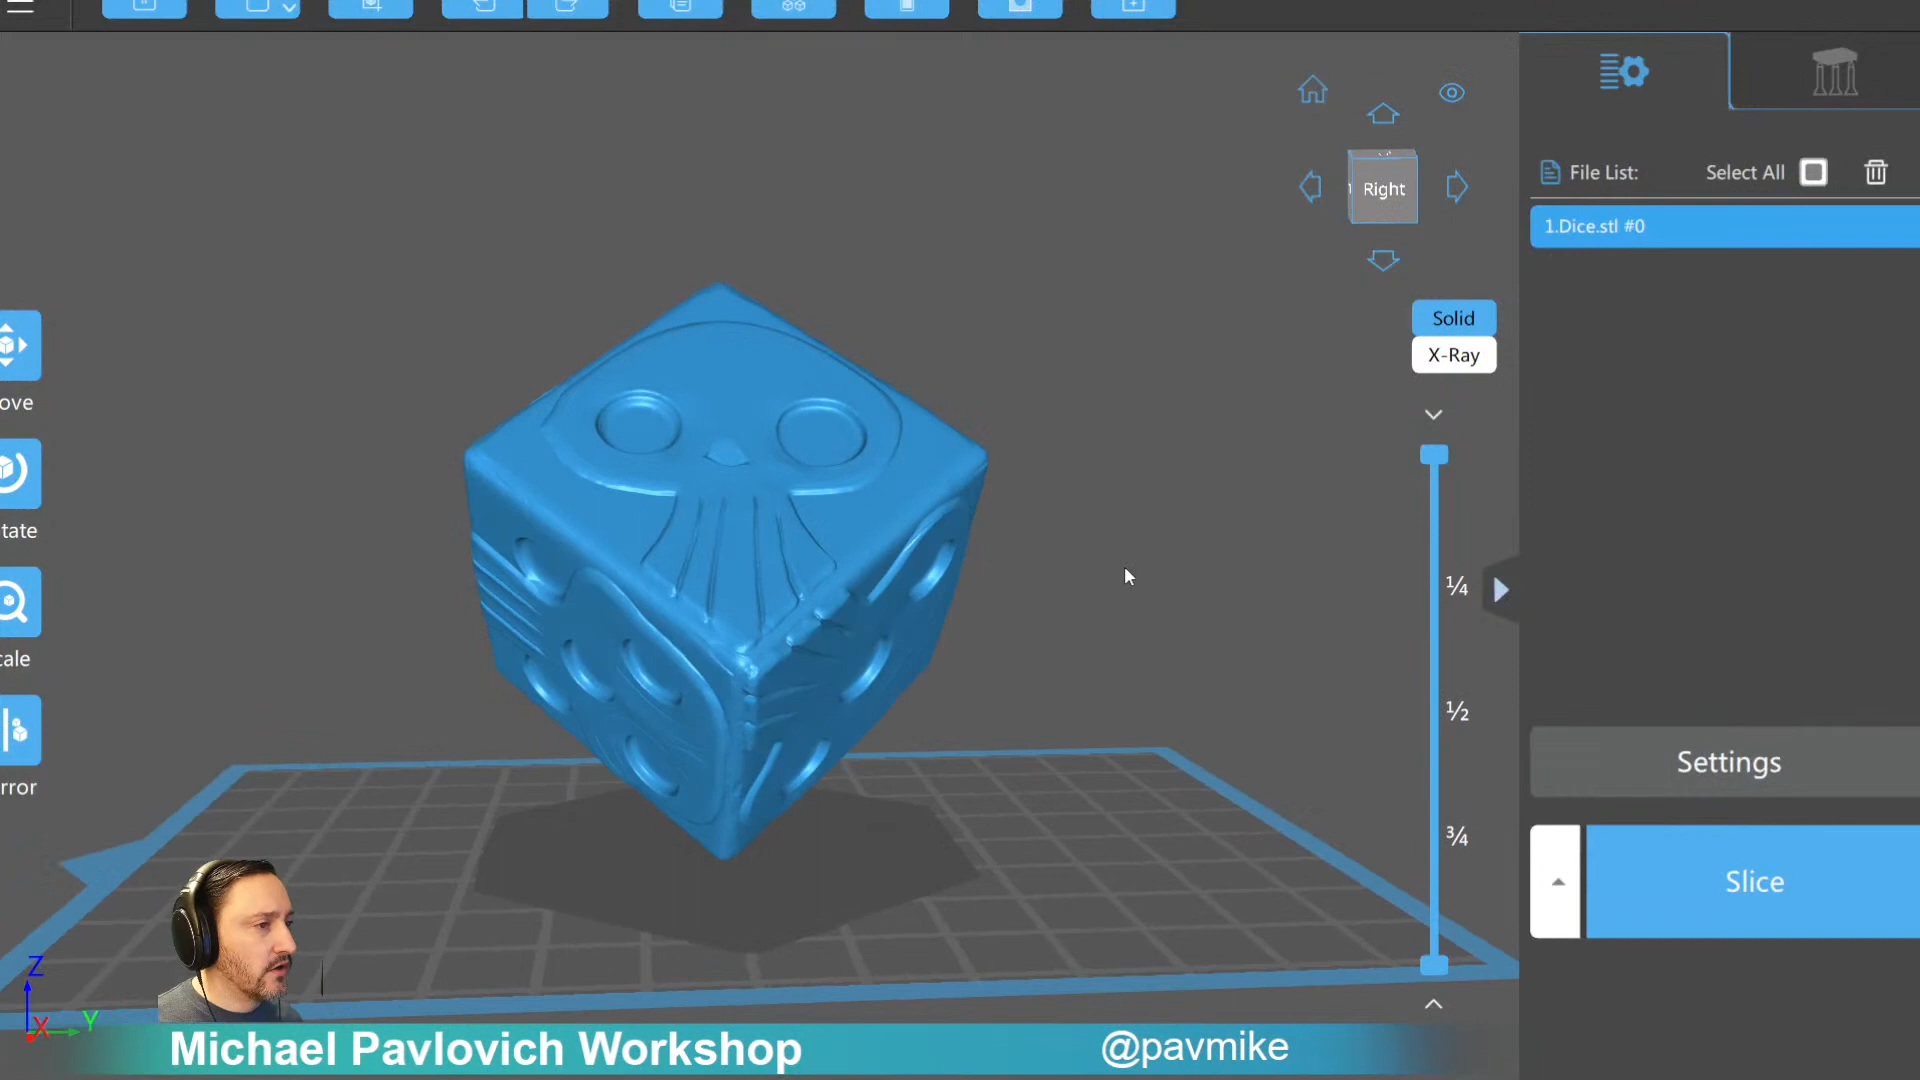 Right
File List:
Select All
1.Dice.stl #0
Solid
X-Ray
ove
tate
cale
rror
¼
½
¾
Settings
Slice
Z
X
Y
Michael Pavlovich Workshop
@pavmike